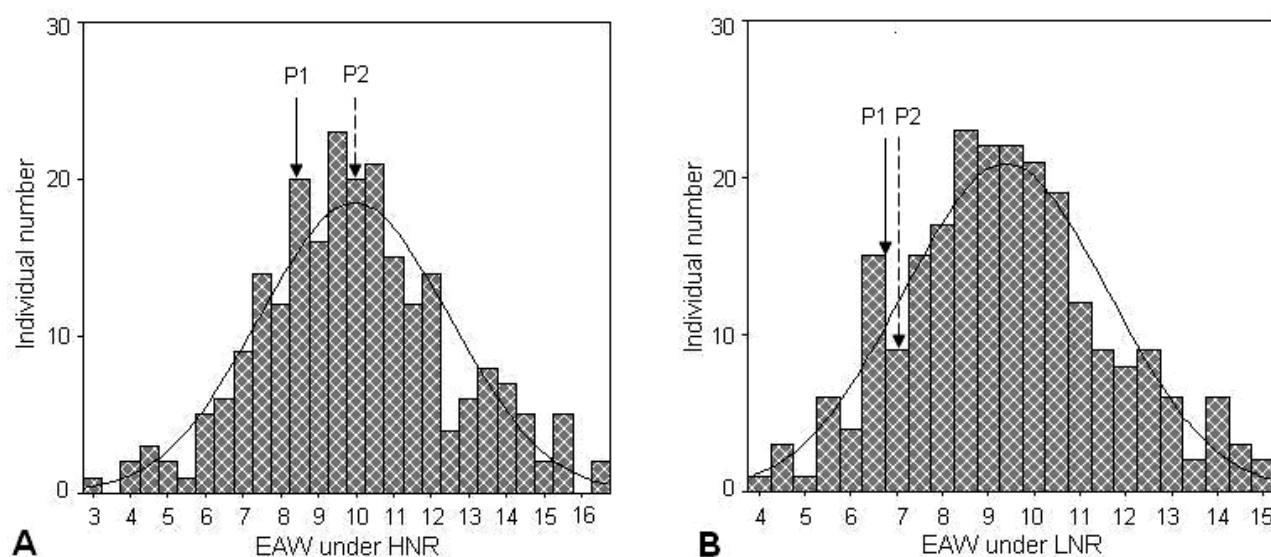 30
P1 P2
20
Individual number
10
0
3 4 5 6 7 8 9 10 11 12 13 14 15 16
EAW under HNR
A
30
P1 P2
20
Individual number
10
0
4 5 6 7 8 9 10 11 12 13 14 15
EAW under LNR
B